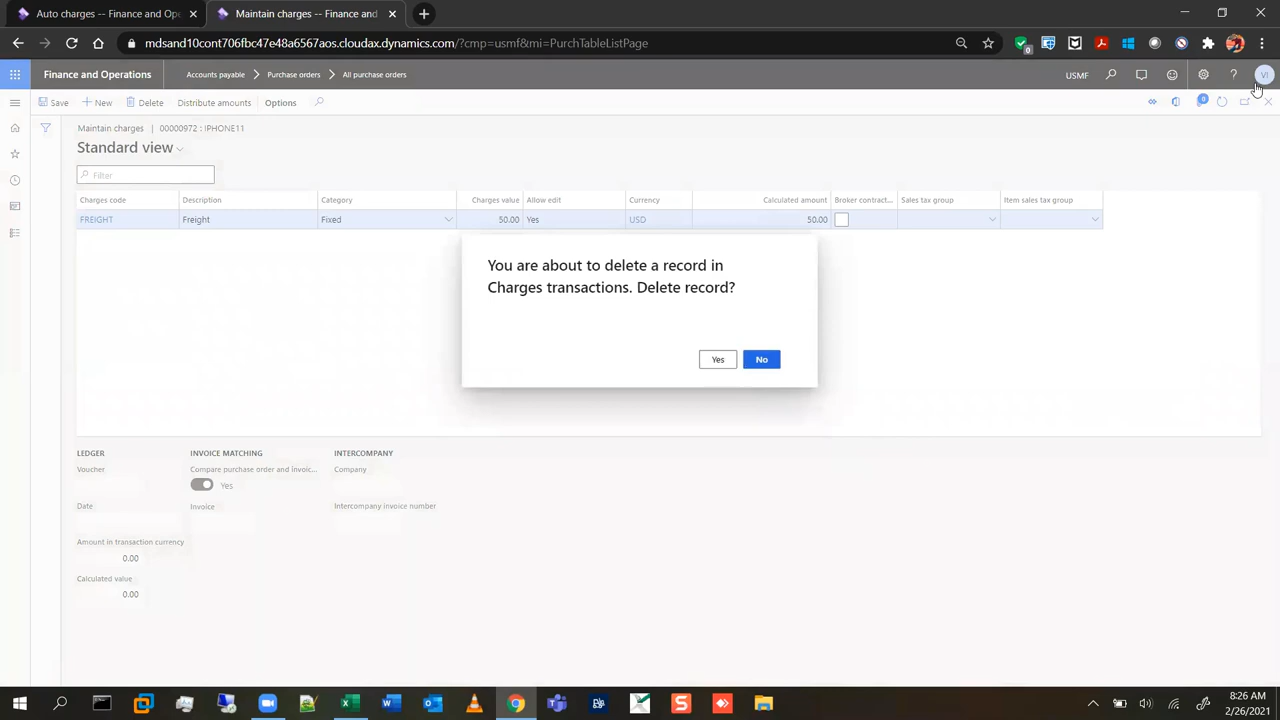 Auto charges -- Finance and Ope
Maintain charges -- Finance and
mdsand10cont706fbc47e48a6567aos.cloudax.dynamics.com/?cmp=usmf&mi=PurchTableListPage
0
Finance and Operations
Accounts payable
Purchase orders
All purchase orders
USMF
?
VI
Save
New
Delete
Distribute amounts
Options
0
Maintain charges | 00000972 : IPHONE11
Standard view
Filter
Charges code Description Category Charges value Allow edit Currency Calculated amount Broker contract... Sales tax group Item sales tax group
FREIGHT Freight Fixed 50.00 Yes USD 50.00
You are about to delete a record in
Charges transactions. Delete record?
Yes No
LEDGER INVOICE MATCHING INTERCOMPANY
Voucher Compare purchase order and invoic... Company
Yes
Date Invoice Intercompany invoice number
Amount in transaction currency
0.00
Calculated value
0.00
8:26 AM
2/26/2021